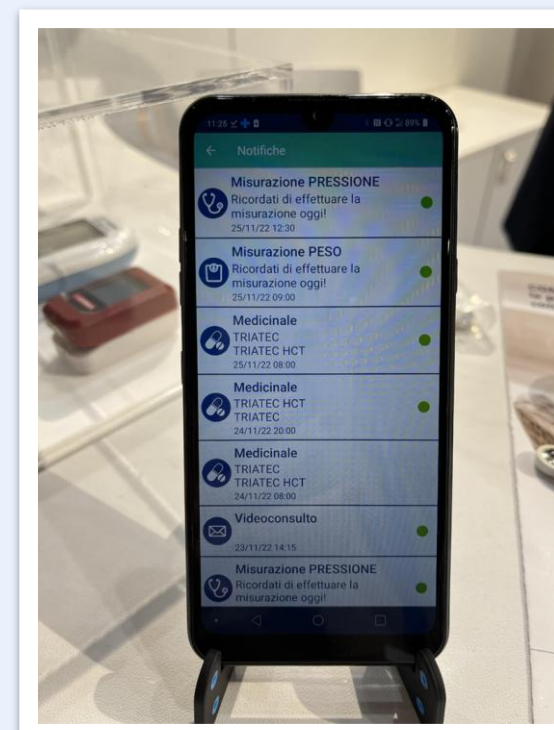 11:25
89%
Notifiche
Misurazione PRESSIONE
Ricordati di effettuare la
misurazione oggi!
25/11/22 12:30
Misurazione PESO
Ricordati di effettuare la
misurazione oggi!
25/11/22 09:00
Medicinale
TRIATEC
TRIATEC HCT
25/11/22 08:00
Medicinale
TRIATEC HCT
TRIATEC
24/11/22 20:00
Medicinale
TRIATEC
TRIATEC HCT
24/11/22 08:00
Videoconsulto
23/11/22 14:15
Misurazione PRESSIONE
Ricordati di effettuare la
misurazione oggi!